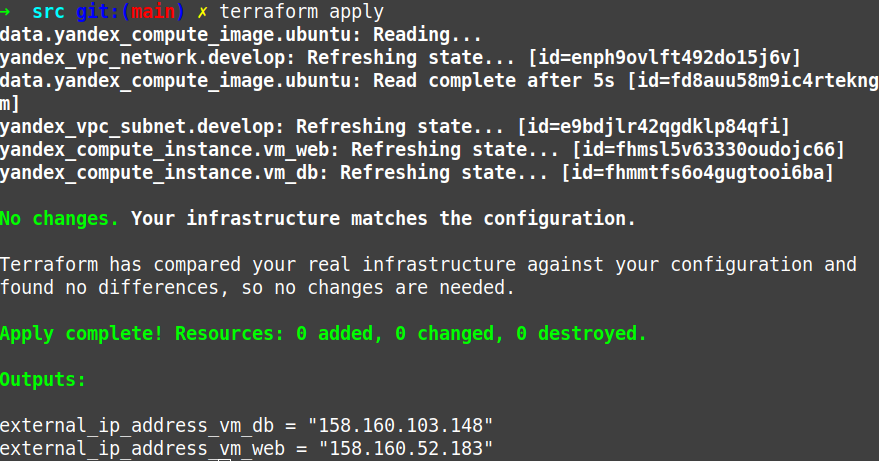 → src git:(main) ✗ terraform apply
data.yandex_compute_image.ubuntu: Reading...
yandex_vpc_network.develop: Refreshing state... [id=enph9ovlft492do15j6v]
data.yandex_compute_image.ubuntu: Read complete after 5s [id=fd8auu58m9ic4rtekng
m]
yandex_vpc_subnet.develop: Refreshing state... [id=e9bdjlr42qgdklp84qfi]
yandex_compute_instance.vm_web: Refreshing state... [id=fhmsl5v63330oudojc66]
yandex_compute_instance.vm_db: Refreshing state... [id=fhmmtfs6o4gugtooi6ba]
No changes. Your infrastructure matches the configuration.
Terraform has compared your real infrastructure against your configuration and
found no differences, so no changes are needed.
Apply complete! Resources: 0 added, 0 changed, 0 destroyed.
Outputs:
external_ip_address_vm_db = "158.160.103.148"
external_ip_address_vm_web = "158.160.52.183"